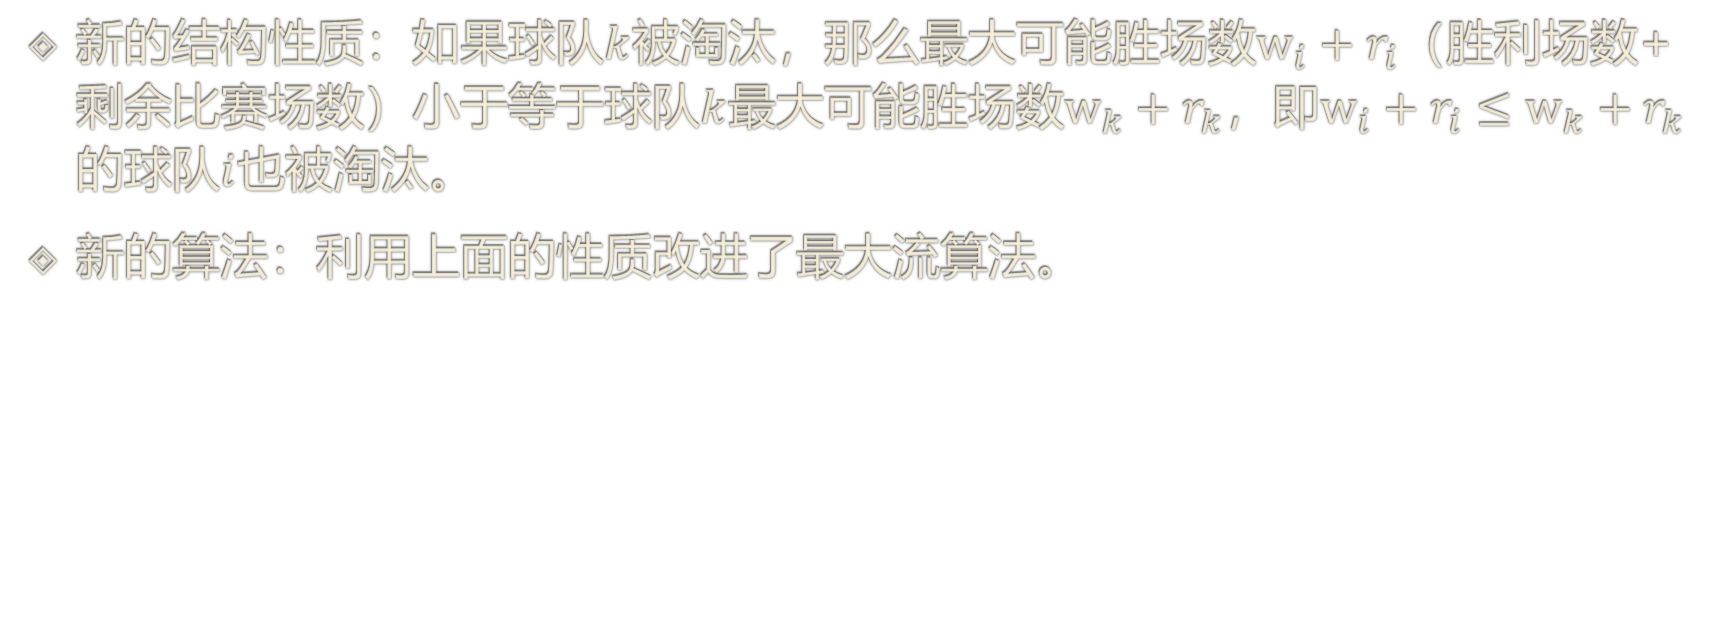 新的结构性质：如果球队k被淘汰，那么最大可能胜场数wᵢ + rᵢ（胜利场数+
剩余比赛场数）小于等于球队k最大可能胜场数wₖ + rₖ，即wᵢ + rᵢ ≤ wₖ + rₖ
的球队i也被淘汰。
新的算法：利用上面的性质改进了最大流算法。